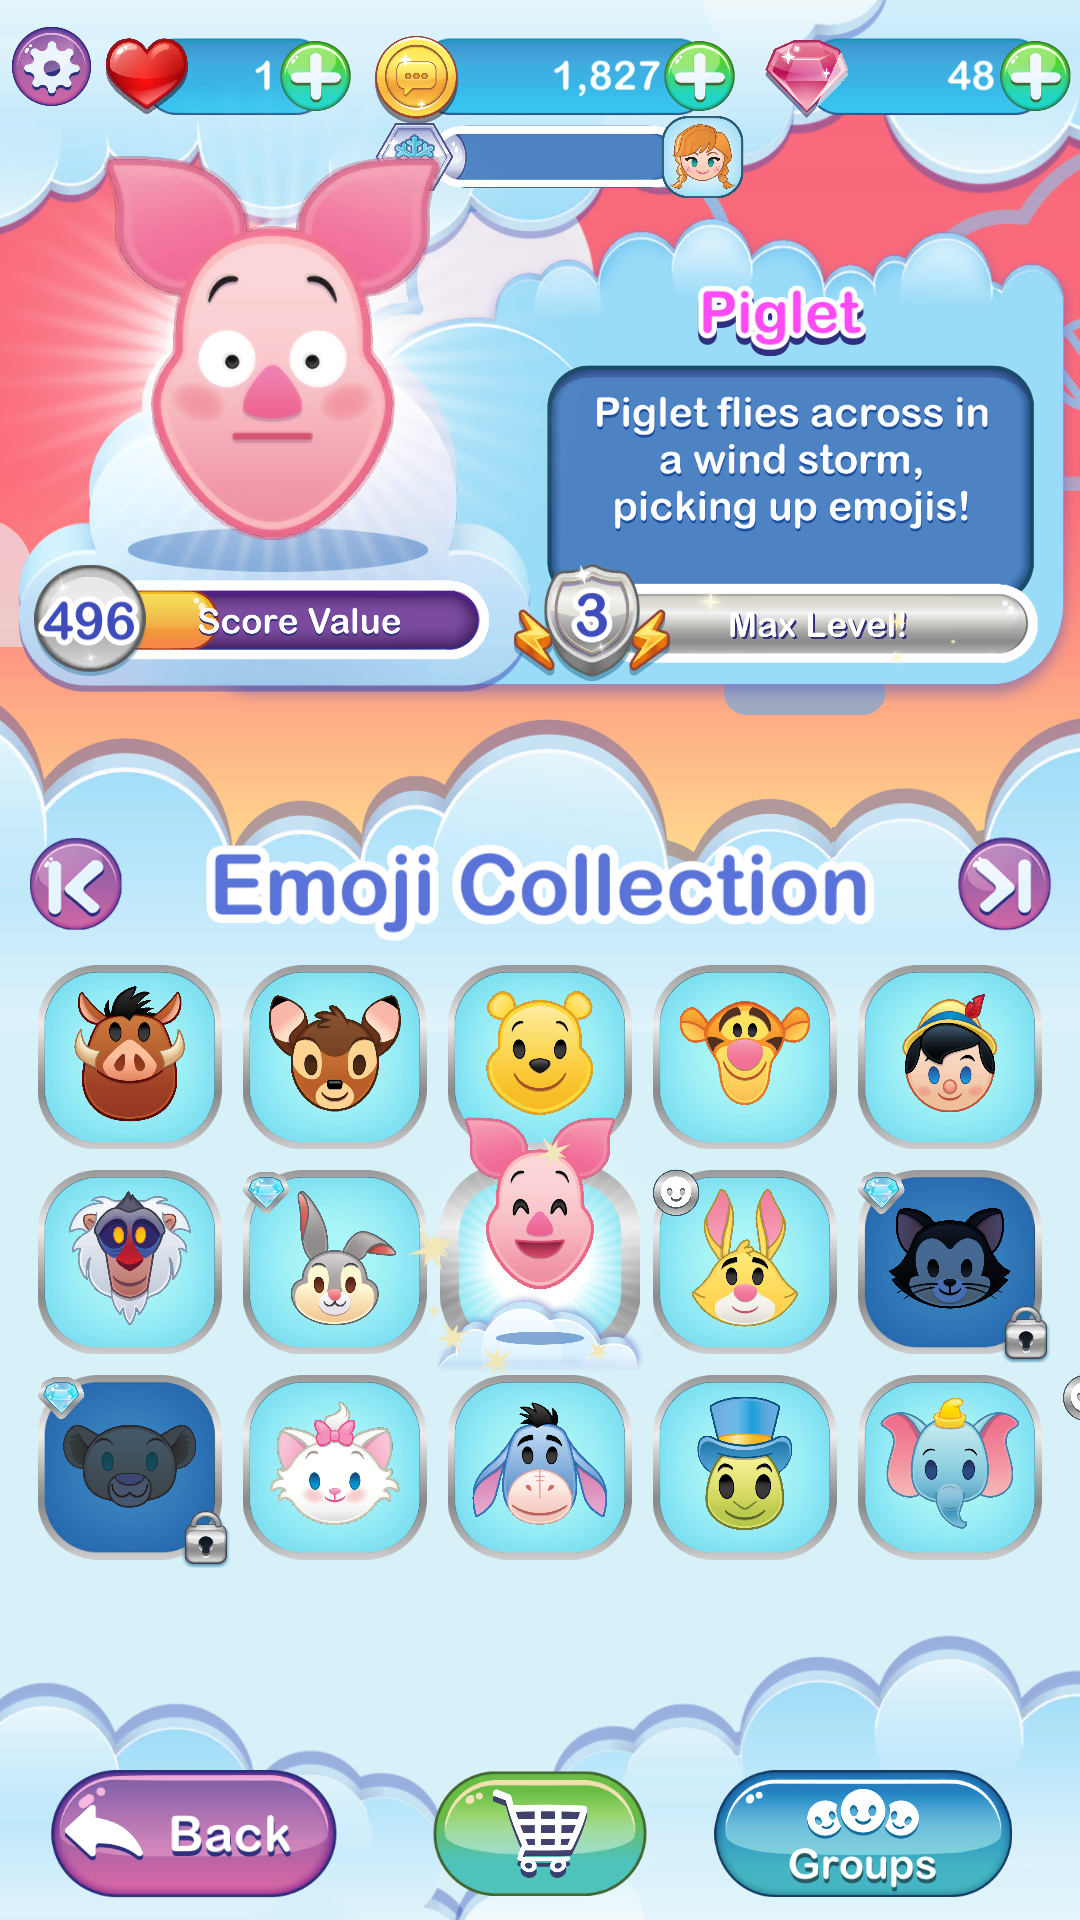 1
1,827
48
Piglet
Piglet flies across in
a wind storm,
picking up emojis!
496
Score Value
3
Max Level!
Emoji Collection
Back
Groups